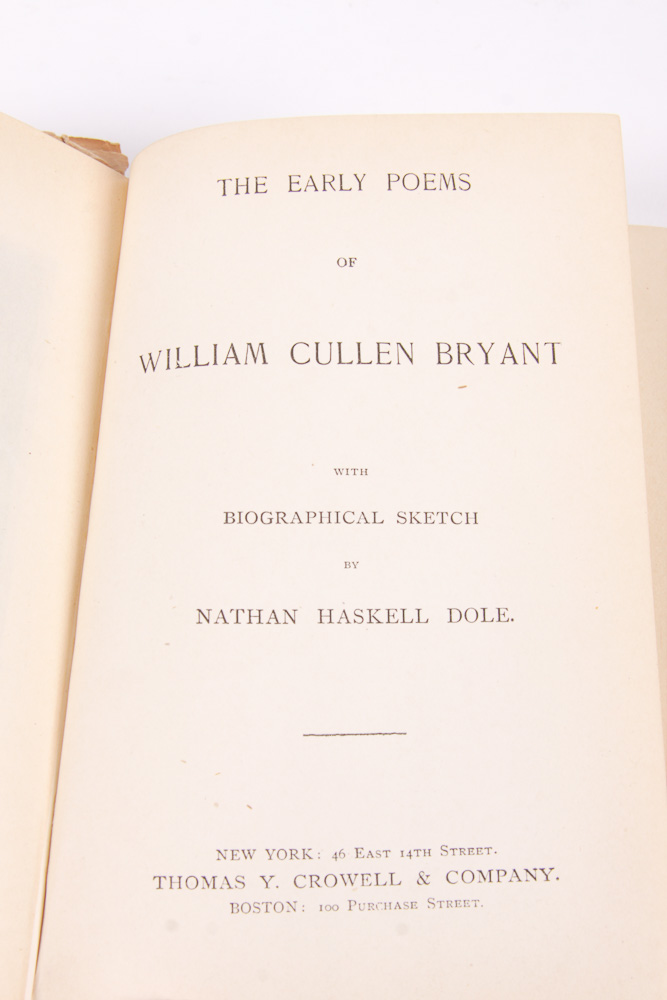 THE EARLY POEMS
OF
WILLIAM CULLEN BRYANT
WITH
BIOGRAPHICAL SKETCH
BY
NATHAN HASKELL DOLE.
NEW YORK: 46 EAST 14TH STREET.
THOMAS Y. CROWELL & COMPANY.
BOSTON: 100 PURCHASE STREET.